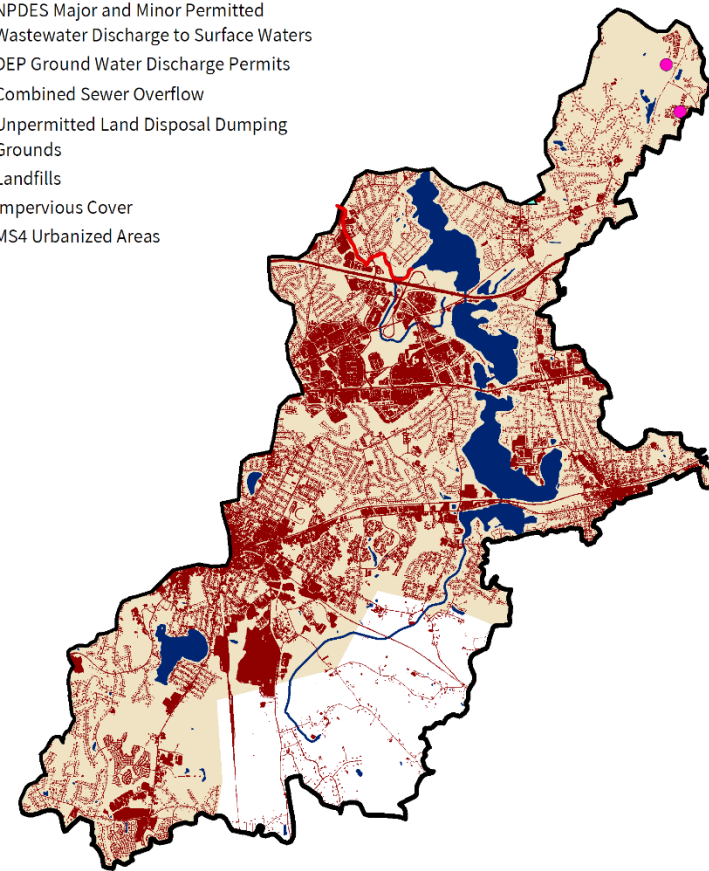 NPDES Major and Minor Permitted
Wastewater Discharge to Surface Waters
DEP Ground Water Discharge Permits
Combined Sewer Overflow
Unpermitted Land Disposal Dumping
Grounds
Landfills
Impervious Cover
MS4 Urbanized Areas